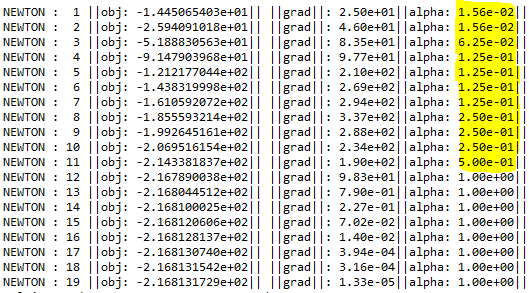 NEWTON :  1 ||obj: -1.445065403e+01|| ||grad||: 2.50e+01||alpha: 1.56e-02||
NEWTON :  2 ||obj: -2.594091018e+01|| ||grad||: 4.60e+01||alpha: 1.56e-02||
NEWTON :  3 ||obj: -5.188830563e+01|| ||grad||: 8.35e+01||alpha: 6.25e-02||
NEWTON :  4 ||obj: -9.147903968e+01|| ||grad||: 9.77e+01||alpha: 1.25e-01||
NEWTON :  5 ||obj: -1.212177044e+02|| ||grad||: 2.10e+02||alpha: 1.25e-01||
NEWTON :  6 ||obj: -1.438319998e+02|| ||grad||: 2.69e+02||alpha: 1.25e-01||
NEWTON :  7 ||obj: -1.610592072e+02|| ||grad||: 2.94e+02||alpha: 1.25e-01||
NEWTON :  8 ||obj: -1.855593214e+02|| ||grad||: 3.37e+02||alpha: 2.50e-01||
NEWTON :  9 ||obj: -1.992645161e+02|| ||grad||: 2.88e+02||alpha: 2.50e-01||
NEWTON : 10 ||obj: -2.069516154e+02|| ||grad||: 2.34e+02||alpha: 2.50e-01||
NEWTON : 11 ||obj: -2.143381837e+02|| ||grad||: 1.90e+02||alpha: 5.00e-01||
NEWTON : 12 ||obj: -2.167890038e+02|| ||grad||: 9.83e+01||alpha: 1.00e+00||
NEWTON : 13 ||obj: -2.168044512e+02|| ||grad||: 7.90e-01||alpha: 1.00e+00||
NEWTON : 14 ||obj: -2.168100025e+02|| ||grad||: 2.27e-01||alpha: 1.00e+00||
NEWTON : 15 ||obj: -2.168120606e+02|| ||grad||: 7.02e-02||alpha: 1.00e+00||
NEWTON : 16 ||obj: -2.168128137e+02|| ||grad||: 1.40e-02||alpha: 1.00e+00||
NEWTON : 17 ||obj: -2.168130740e+02|| ||grad||: 3.94e-04||alpha: 1.00e+00||
NEWTON : 18 ||obj: -2.168131542e+02|| ||grad||: 3.16e-04||alpha: 1.00e+00||
NEWTON : 19 ||obj: -2.168131729e+02|| ||grad||: 1.33e-05||alpha: 1.00e+00||